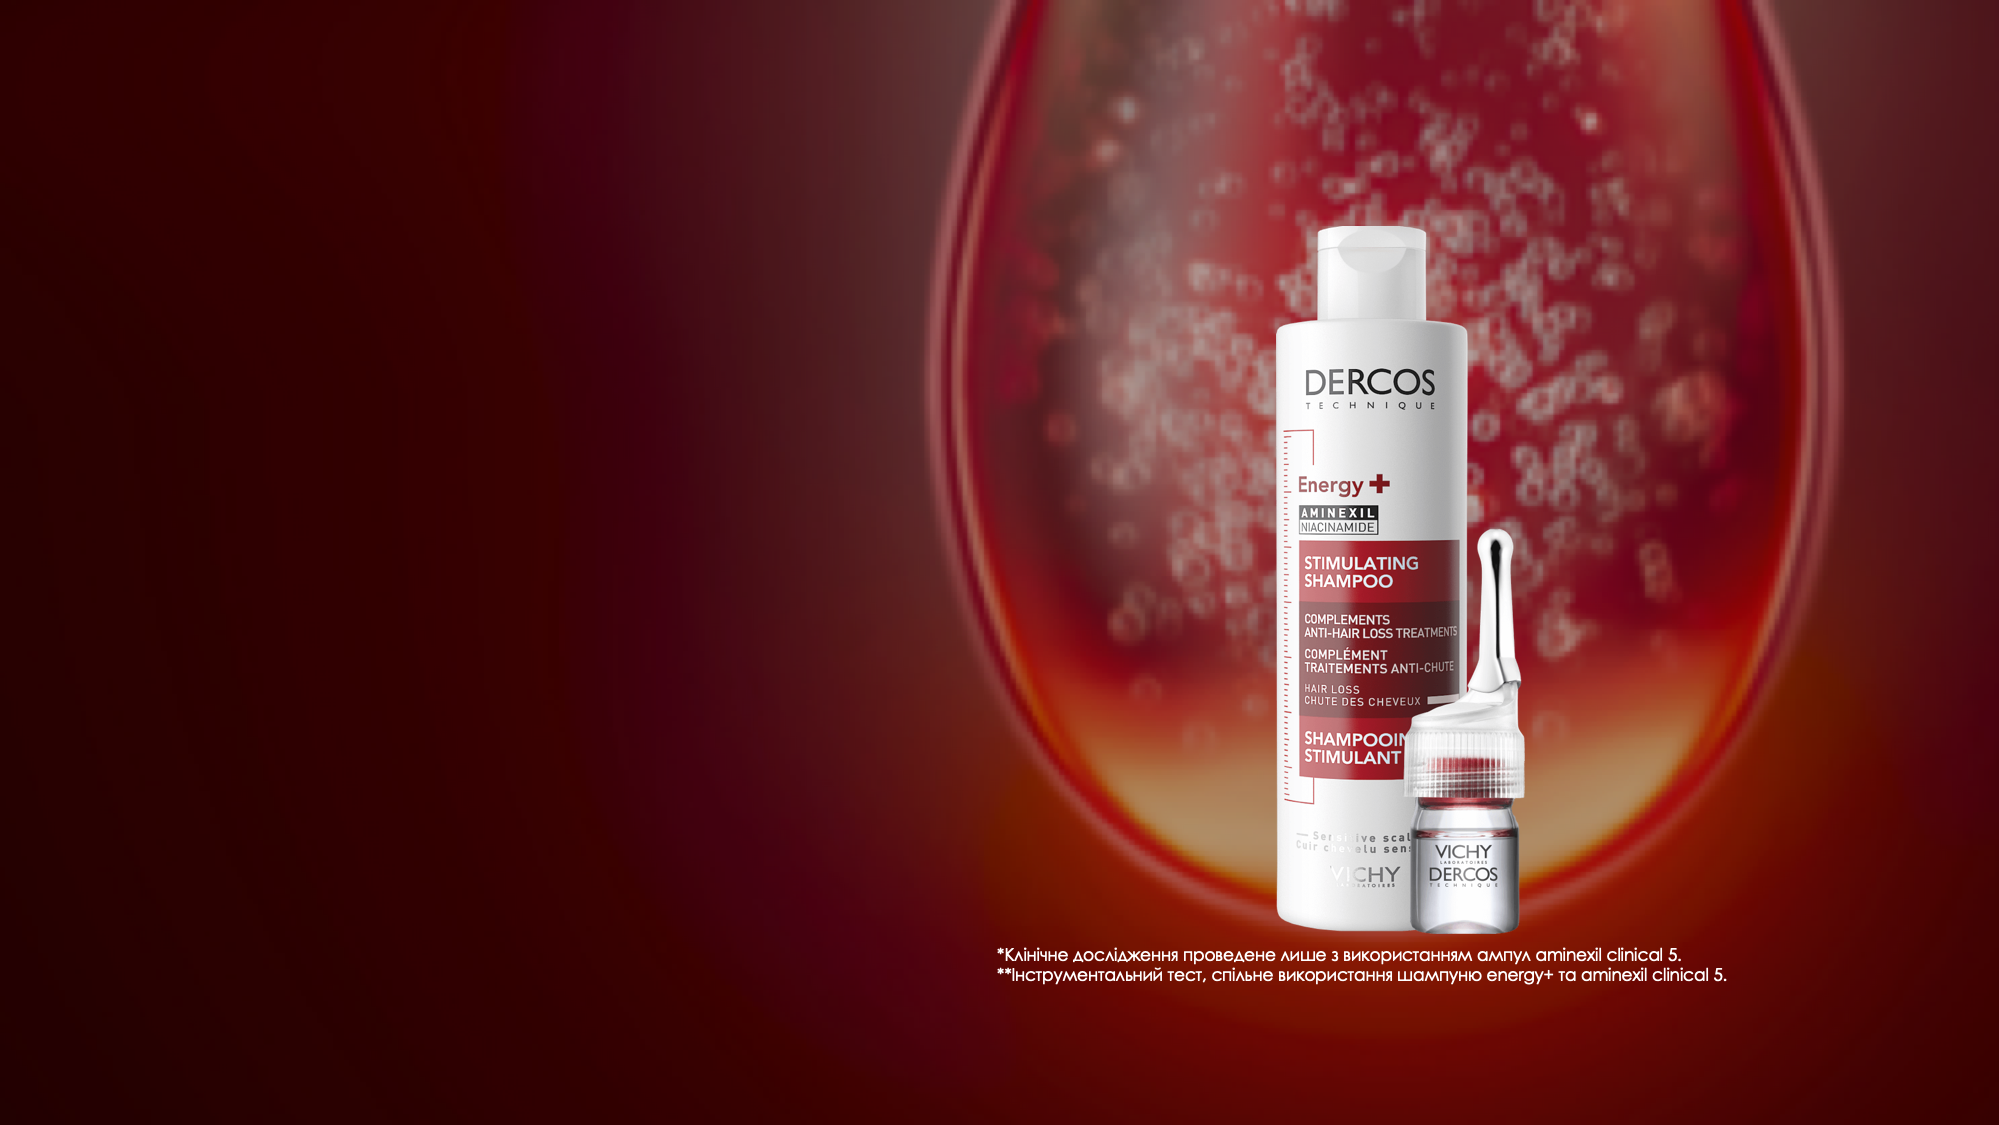 DERCOS
TECHNIQUE
Energy +
AMINEXIL
NIACINAMIDE
STIMULATING
SHAMPOO
COMPLEMENTS
ANTI-HAIR LOSS TREATMENTS
COMPLÉMENT
TRAITEMENTS ANTI-CHUTE
HAIR LOSS
CHUTE DES CHEVEUX
SHAMPOOIN
STIMULANT
VICHY
LABORATOIRES
DERCOS
TECHNIQUE
VICHY
*Клінічне дослідження проведене лише з використанням ампул aminexil clinical 5.
**Інструментальний тест, спільне використання шампуню energy+ та aminexil clinical 5.